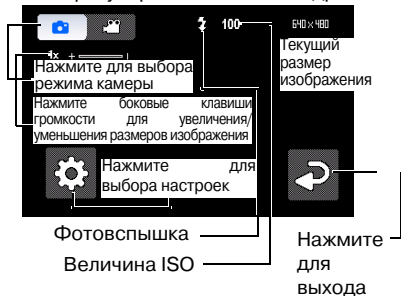 100
640×480
Текущий
размер
изображения
1x
Нажмите для выбора
режима камеры
Нажмите боковые клавиши
громкости для увеличения/
уменьшения размеров изображения
Нажмите для
выбора настроек
Фотовспышка
Величина ISO
Нажмите
для
выхода